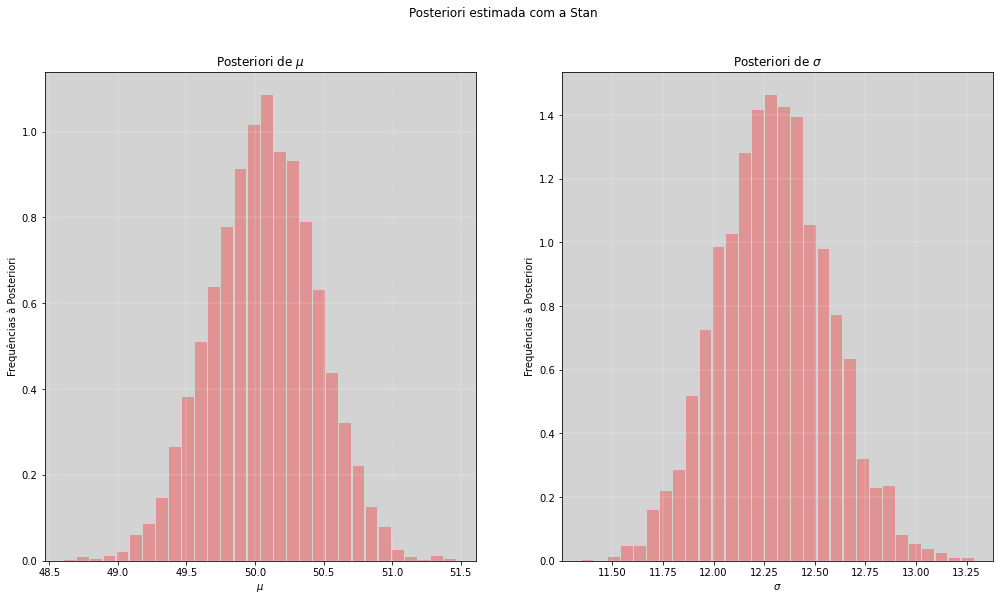 Posteriori estimada com a Stan
Posteriori de μ
Frequências à Posteriori
0.0
0.2
0.4
0.6
0.8
1.0
48.5 49.0 49.5 50.0 50.5 51.0 51.5
μ
Posteriori de σ
Frequências à Posteriori
0.0
0.2
0.4
0.6
0.8
1.0
1.2
1.4
11.50 11.75 12.00 12.25 12.50 12.75 13.00 13.25
σ